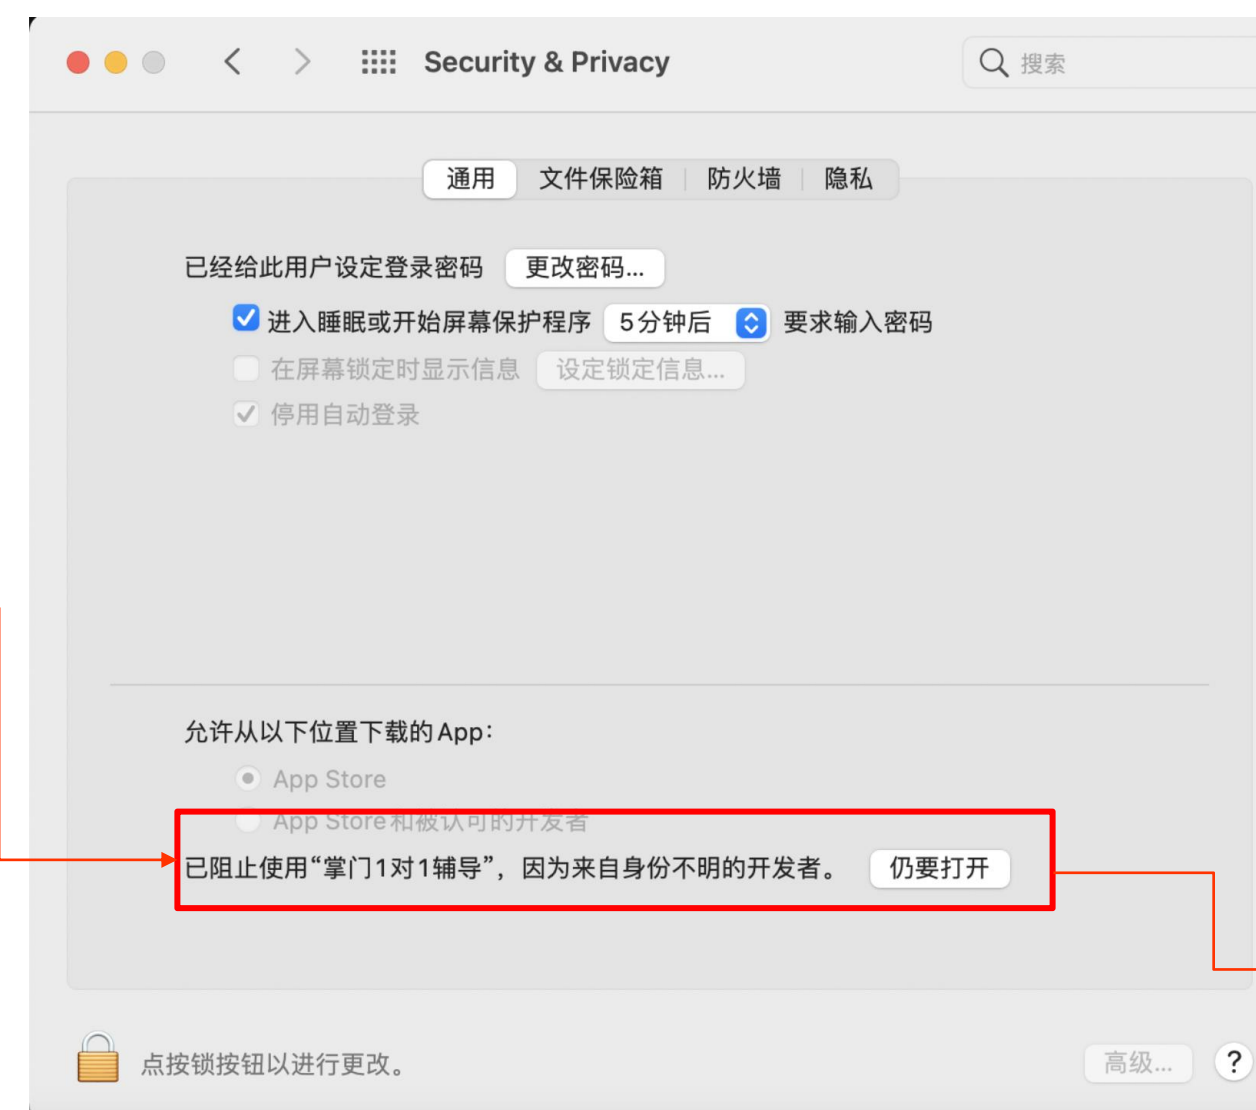 Security & Privacy
搜索
通用 文件保险箱 防火墙 隐私
已经给此用户设定登录密码 更改密码...
进入睡眠或开始屏幕保护程序 5分钟后 要求输入密码
在屏幕锁定时显示信息 设定锁定信息...
停用自动登录
允许从以下位置下载的App：
App Store
App Store和被认可的开发者
已阻止使用“掌门1对1辅导”，因为来自身份不明的开发者。 仍要打开
点按锁按钮以进行更改。
高级... ?